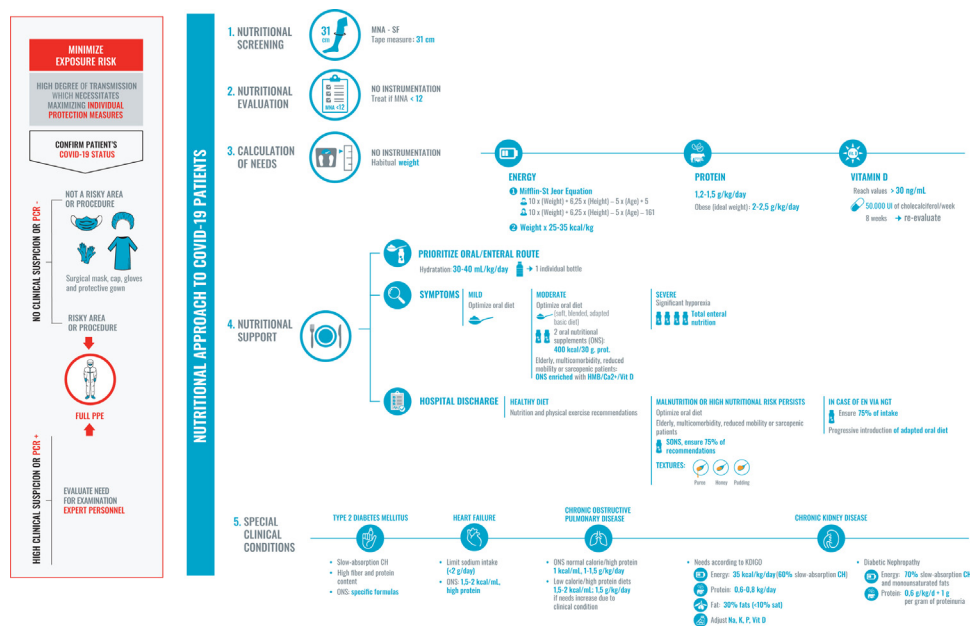 MINIMIZE
EXPOSURE RISK
HIGH DEGREE OF TRANSMISSION
WHICH NECESSITATES
MAXIMIZING INDIVIDUAL
PROTECTION MEASURES
CONFIRM PATIENT'S
COVID-19 STATUS
NO CLINICAL SUSPICION OR PCR -
NOT A RISKY AREA
OR PROCEDURE
Surgical mask, cap, gloves
and protective gown
RISKY AREA
OR PROCEDURE
FULL PPE
HIGH CLINICAL SUSPICION OR PCR +
EVALUATE NEED
FOR EXAMINATION
EXPERT PERSONNEL
NUTRITIONAL APPROACH TO COVID-19 PATIENTS
1. NUTRITIONAL
SCREENING
31
cm
MNA - SF
Tape measure: 31 cm
2. NUTRITIONAL
EVALUATION
MNA <12
NO INSTRUMENTATION
Treat if MNA < 12
3. CALCULATION
OF NEEDS
NO INSTRUMENTATION
Habitual weight
ENERGY
1 Mifflin-St Jeor Equation
10 x (Weight) + 6,25 x (Height) – 5 x (Age) + 5
10 x (Weight) + 6,25 x (Height) – 5 x (Age) – 161
2 Weight x 25-35 kcal/kg
PROTEIN
1,2-1,5 g/kg/day
Obese (ideal weight): 2-2,5 g/kg/day
VITAMIN D
Reach values > 30 ng/mL
50.000 UI of cholecalciferol/week
8 weeks → re-evaluate
4. NUTRITIONAL
SUPPORT
PRIORITIZE ORAL/ENTERAL ROUTE
Hydratation 30-40 mL/kg/day → 1 individual bottle
SYMPTOMS
MILD
Optimize oral diet
MODERATE
Optimize oral diet
(soft, blended, adapted
basic diet)
2 oral nutritional
supplements (ONS):
400 kcal/30 g. prot.
Elderly, multicomorbidity, reduced
mobility or sarcopenic patients:
ONS enriched with HMB/Ca2+/Vit D
SEVERE
Significant hyporexia
Total enteral
nutrition
HOSPITAL DISCHARGE
HEALTHY DIET
Nutrition and physical exercise recommendations
MALNUTRITION OR HIGH NUTRITIONAL RISK PERSISTS
Optimize oral diet
Elderly, multicomorbidity, reduced mobility or sarcopenic
patients
SONS, ensure 75% of
recommendations
TEXTURES:
Puree Honey Pudding
IN CASE OF EN VIA NGT
Ensure 75% of intake
Progressive introduction of adapted oral diet
5. SPECIAL
CLINICAL
CONDITIONS
TYPE 2 DIABETES MELLITUS
• Slow-absorption CH
• High fiber and protein
content
• ONS: specific formulas
HEART FAILURE
• Limit sodium intake
(<2 g/day)
• ONS: 1,5-2 kcal/mL,
high protein
CHRONIC OBSTRUCTIVE
PULMONARY DISEASE
• ONS normal calorie/high protein
1 kcal/mL, 1-1,5 g/kg/day
• Low calorie/high protein diets
1,5-2 kcal/mL; 1,5 g/kg/day
if needs increase due to
clinical condition
CHRONIC KIDNEY DISEASE
• Needs according to KDIGO
Energy: 35 kcal/kg/day (60% slow-absorption CH)
Protein: 0,6-0,8 kg/day
Fat: 30% fats (<10% sat)
Adjust Na, K, P, Vit D
• Diabetic Nephropaty
Energy: 70% slow-absorption CH
and monounsaturated fats
Protein 0,6 g/kg/d + 1 g
per gram of proteinuria